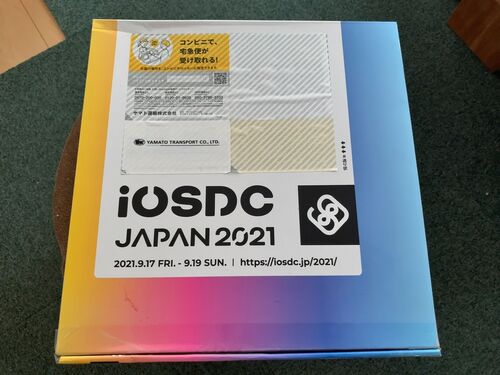 コンビニで、
宅急便が
受け取れる!
ヤマト運輸株式会社
YAMATO TRANSPORT CO., LTD.
iOSDC
JAPAN 2021
2021.9.17 FRI. - 9.19 SUN. | https://iosdc.jp/2021/